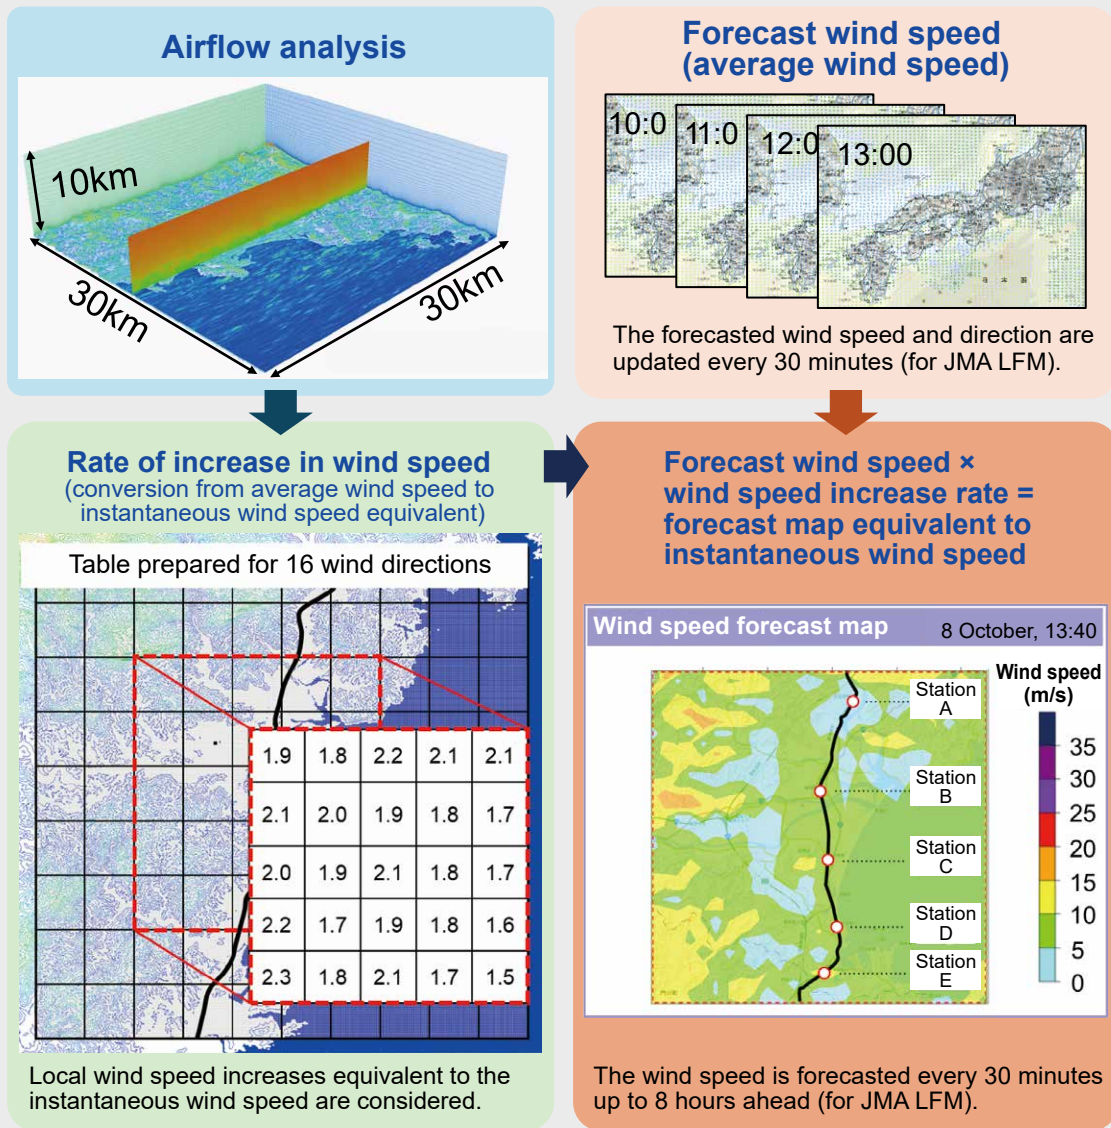 Airflow analysis
10km
30km
30km
Forecast wind speed
(average wind speed)
10:0
11:0
12:0
13:00
The forecasted wind speed and direction are
updated every 30 minutes (for JMA LFM).
Rate of increase in wind speed
(conversion from average wind speed to
instantaneous wind speed equivalent)
Table prepared for 16 wind directions
1.9 1.8 2.2 2.1 2.1
2.1 2.0 1.9 1.8 1.7
2.0 1.9 2.1 1.8 1.7
2.2 1.7 1.9 1.8 1.6
2.3 1.8 2.1 1.7 1.5
Local wind speed increases equivalent to the
instantaneous wind speed are considered.
Forecast wind speed ×
wind speed increase rate =
forecast map equivalent to
instantaneous wind speed
Wind speed forecast map 8 October, 13:40
Station
A
Station
B
Station
C
Station
D
Station
E
Wind speed
(m/s)
35
30
25
20
15
10
5
0
The wind speed is forecasted every 30 minutes
up to 8 hours ahead (for JMA LFM).